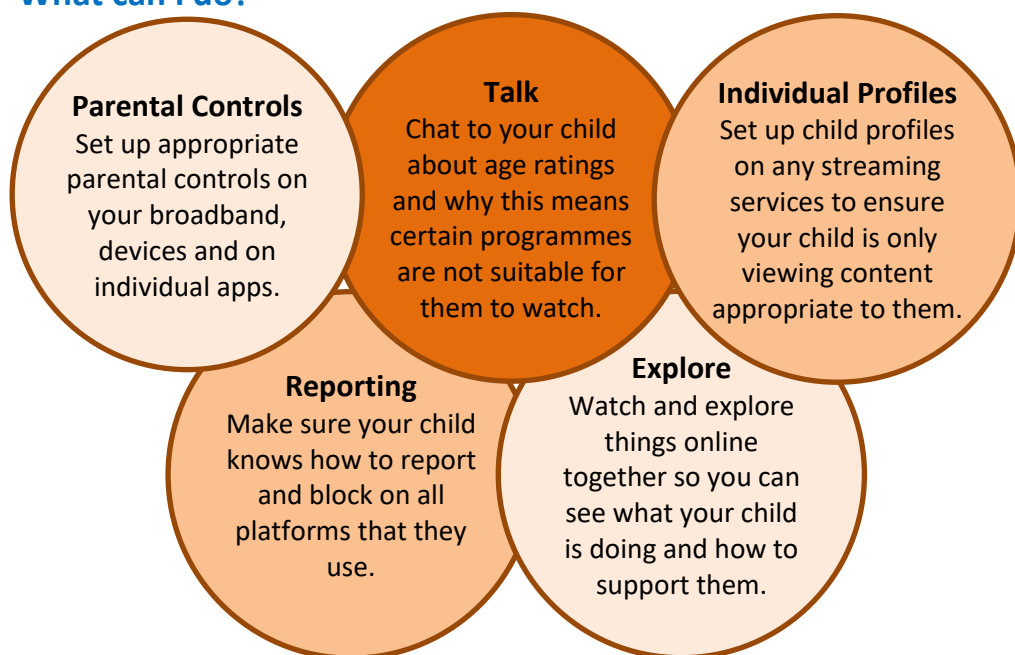 What can I do?
Parental Controls
Set up appropriate
parental controls on
your broadband,
devices and on
individual apps.
Talk
Chat to your child
about age ratings
and why this means
certain programmes
are not suitable for
them to watch.
Individual Profiles
Set up child profiles
on any streaming
services to ensure
your child is only
viewing content
appropriate to them.
Reporting
Make sure your child
knows how to report
and block on all
platforms that they
use.
Explore
Watch and explore
things online
together so you can
see what your child
is doing and how to
support them.